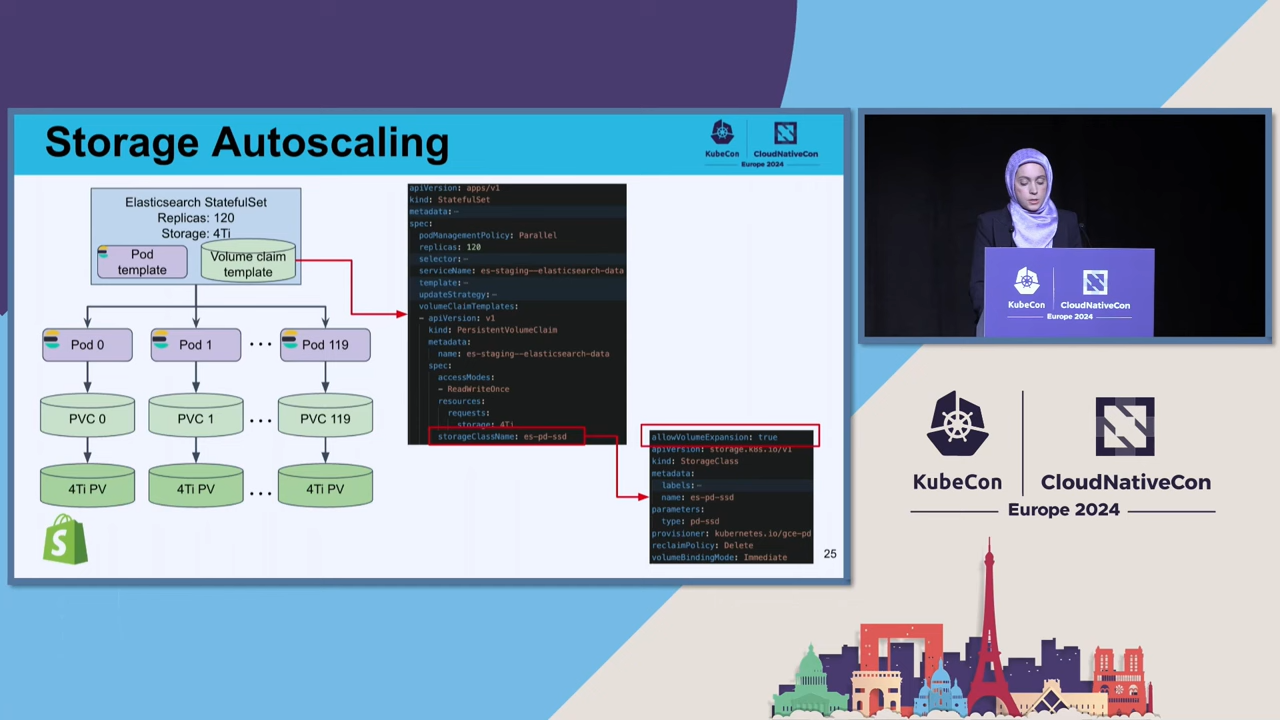 Storage Autoscaling
KubeCon
CloudNativeCon
Europe 2024
Elasticsearch StatefulSet
Replicas: 120
Storage: 4Ti
Pod
template
Volume claim
template
Pod 0
Pod 1
...
Pod 119
PVC 0
PVC 1
...
PVC 119
4Ti PV
4Ti PV
...
4Ti PV
apiVersion: apps/v1
kind: StatefulSet
metadata:–
spec:
podManagementPolicy: Parallel
replicas: 120
selector:–
serviceName: es-staging--elasticsearch-data
template:–
updateStrategy:–
volumeClaimTemplates:
- apiVersion: v1
kind: PersistentVolumeClaim
metadata:
name: es-staging--elasticsearch-data
spec:
accessModes:
- ReadWriteOnce
resources:
requests:
storage: 4Ti
storageClassName: es-pd-ssd
allowVolumeExpansion: true
apiVersion: storage.k8s.io/v1
kind: StorageClass
metadata:
labels:–
name: es-pd-ssd
parameters:
type: pd-ssd
provisioner: kubernetes.io/gce-pd
reclaimPolicy: Delete
volumeBindingMode: Immediate
25
S
KubeCon
CloudNativeCon
Europe 2024
KubeCon
CloudNativeCon
Europe 2024